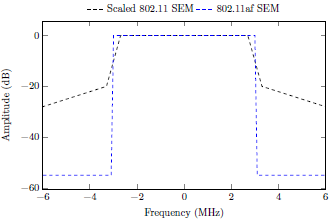 Scaled 802.11 SEM 802.11af SEM
0
−20
−40
−60
Amplitude (dB)
−6 −4 −2 0 2 4 6
Frequency (MHz)